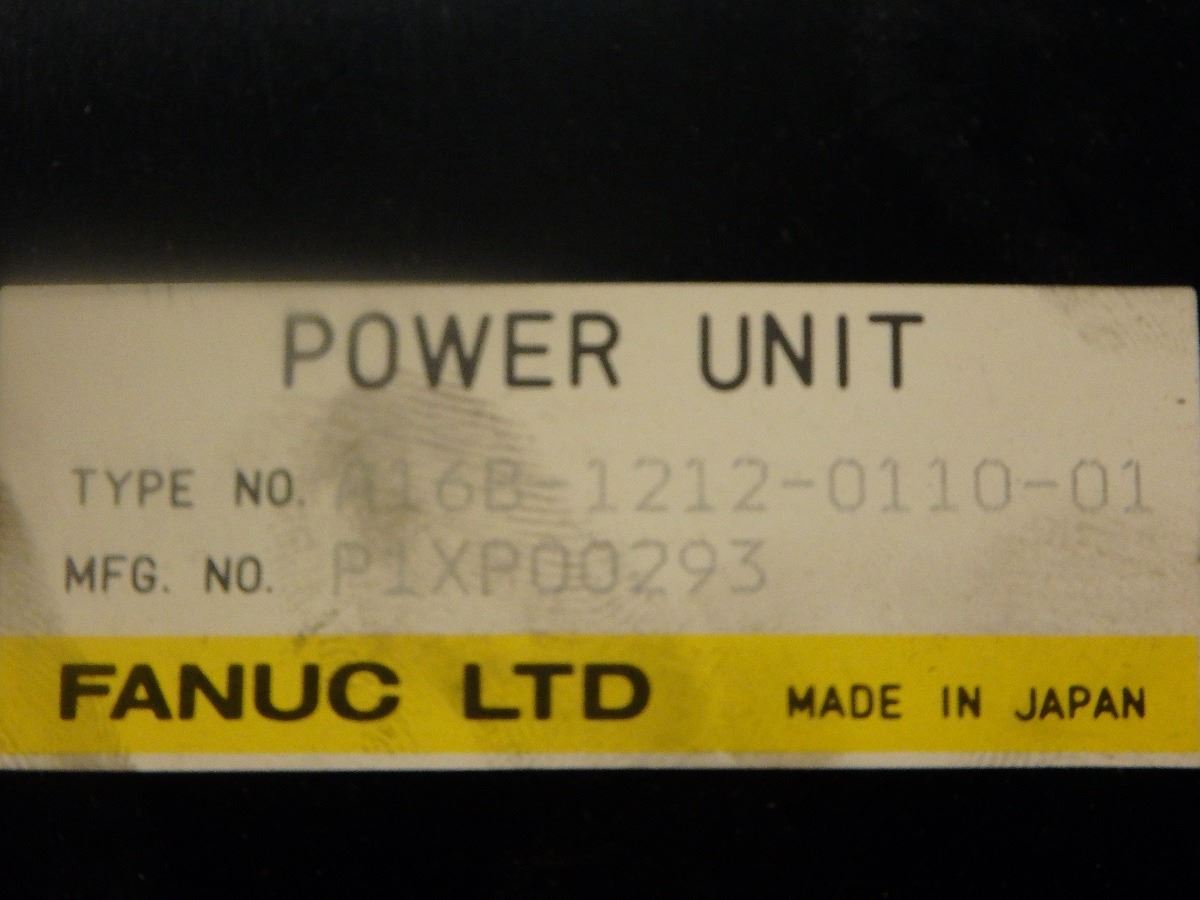 POWER UNIT
TYPE NO. A16B-1212-0110-01
MFG. NO. P1XP00293
FANUC LTD MADE IN JAPAN